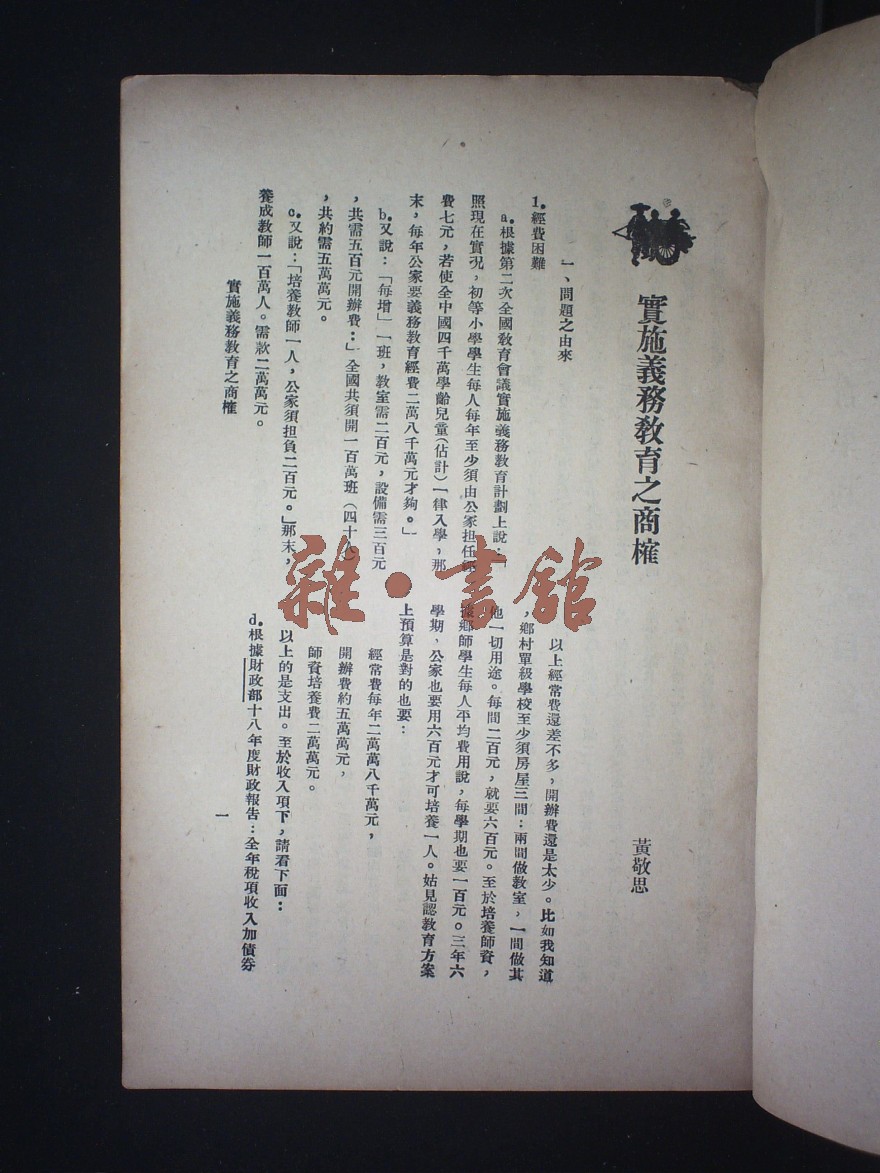 實施義務教育之商榷
黃敬思
一、問題之由來
1.經費困難
a.根據第二次全國教育會議實施義務教育計劃上說:「
照現在實況,初等小學學生每人每年至少須由公家担任經
費七元,若使全中國四千萬學齡兒童(估計)一律入學,那
末,每年公家要義務教育經費二萬八千萬元才夠。」
b.又說:「每增」一班,教室需二百元,設備需三百元
,共需五百元開辦費:」全國共須開一百萬班(四十人)
,共約需五萬萬元。
c.又說:「培養教師一人,公家須担負二百元。」那末,
養成教師一百萬人。需款二萬萬元。
以上經常費還差不多,開辦費還是太少。比如我知道
,鄉村單級學校至少須房屋三間:兩間做教室,一間做其
他一切用途。每間二百元,就要六百元。至於培養師資,
據鄉師學生每人平均費用說,每學期也要一百元。三年六
學期,公家也要用六百元才可培養一人。姑見認教育方案
上預算是對的也要:
經常費每年二萬萬八千萬元,
開辦費約五萬萬元,
師資培養費二萬萬元。
以上的是支出。至於收入項下,請看下面:
d.根據財政部十八年度財政報告:全年稅項收入加債券
實施義務教育之商榷
一
雜·書館